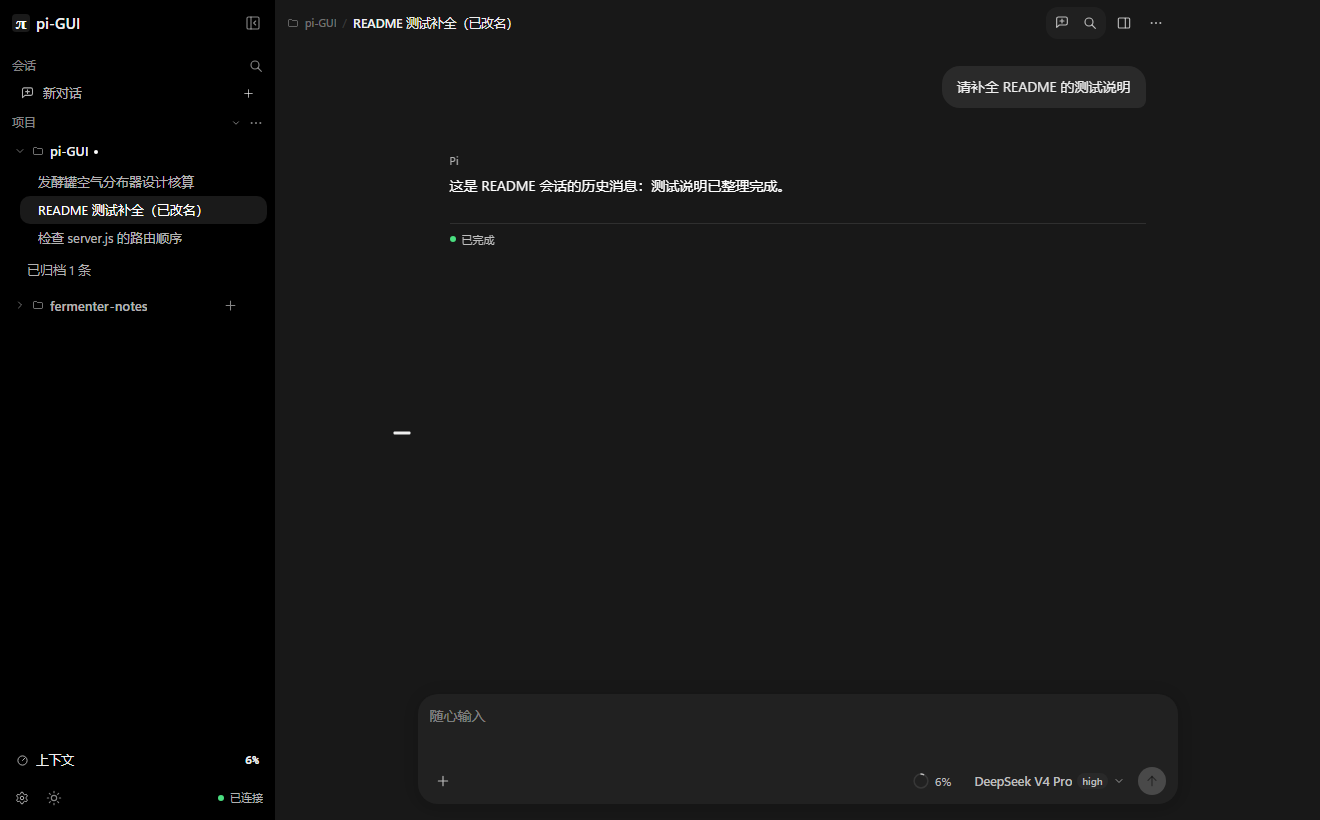 π pi-GUI
会话
新对话
项目
pi-GUI •
发酵罐空气分布器设计核算
README 测试补全（已改名）
检查 server.js 的路由顺序
已归档 1 条
fermenter-notes
上下文 6%
已连接
pi-GUI / README 测试补全（已改名）
请补全 README 的测试说明
Pi
这是 README 会话的历史消息：测试说明已整理完成。
已完成
随心输入
6% DeepSeek V4 Pro high